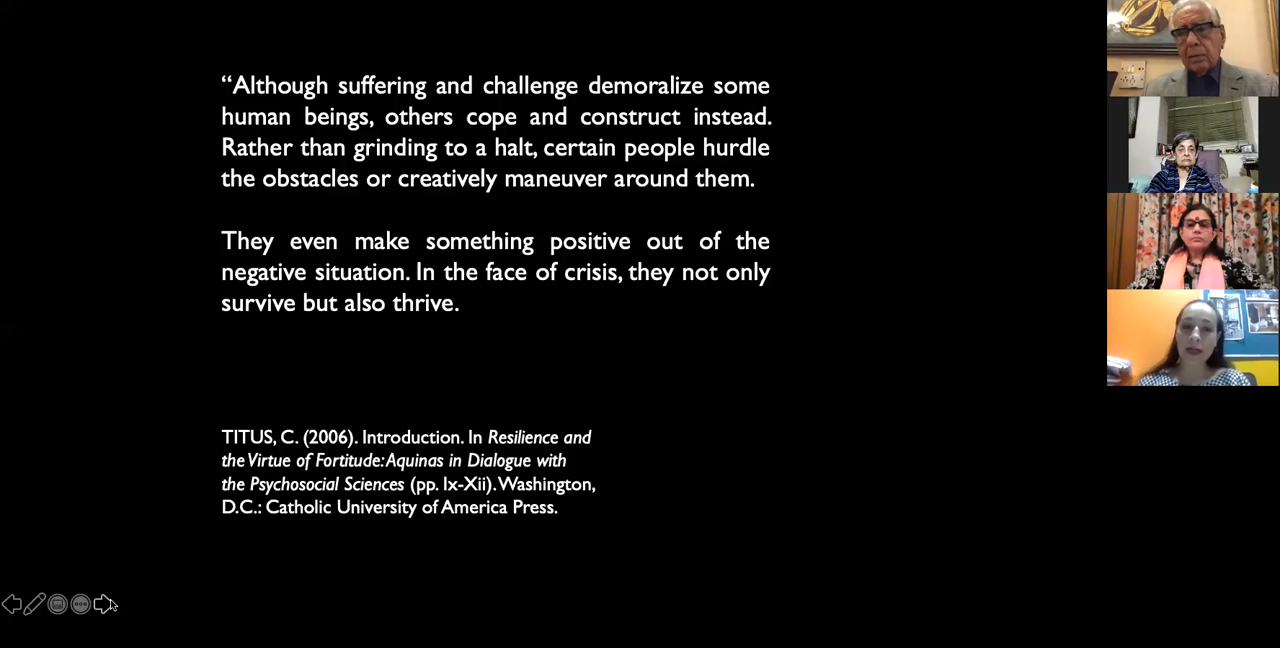 “Although suffering and challenge demoralize some
human beings, others cope and construct instead.
Rather than grinding to a halt, certain people hurdle
the obstacles or creatively maneuver around them.
They even make something positive out of the
negative situation. In the face of crisis, they not only
survive but also thrive.
TITUS, C. (2006). Introduction. In Resilience and
the Virtue of Fortitude: Aquinas in Dialogue with
the Psychosocial Sciences (pp. Ix-Xii). Washington,
D.C.: Catholic University of America Press.